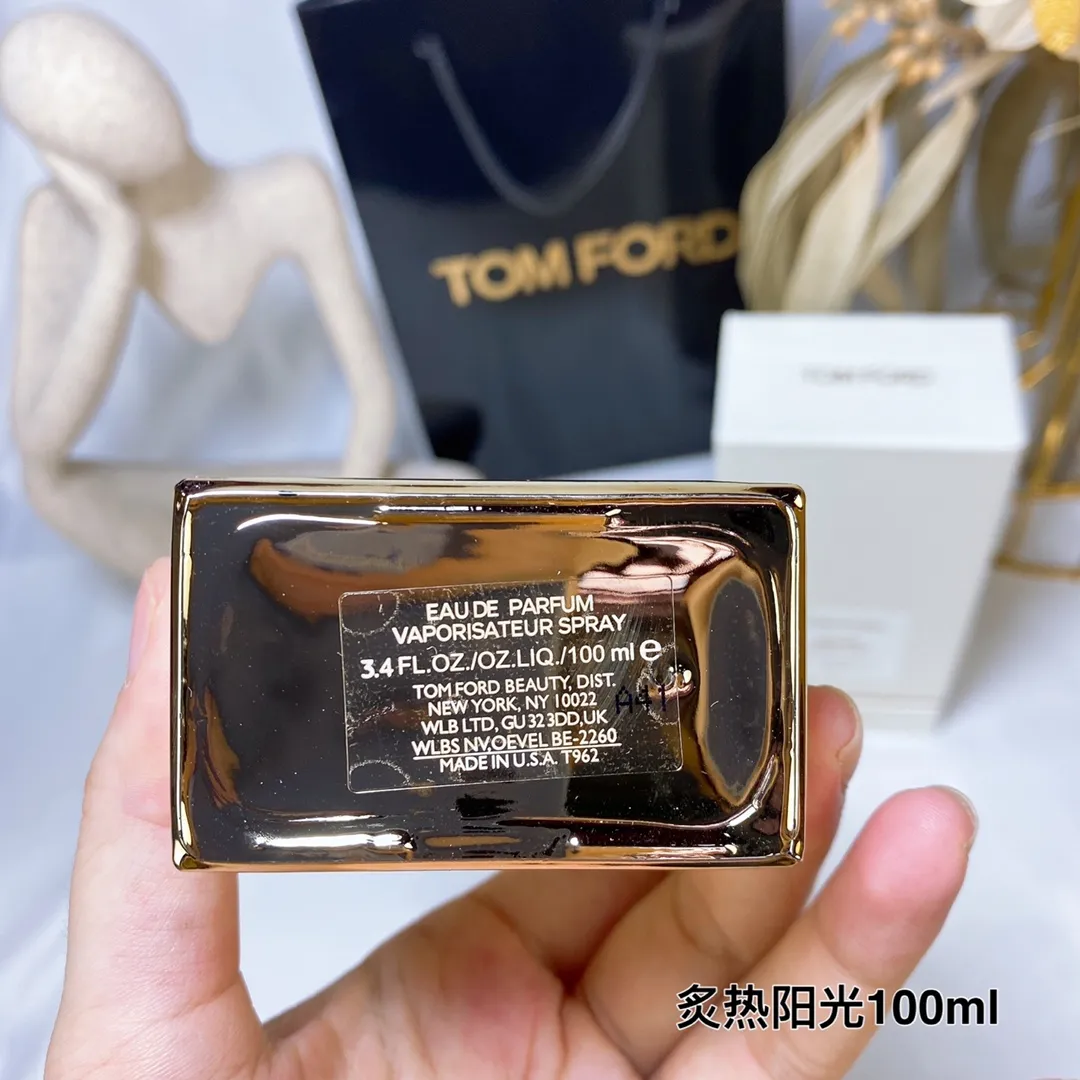 TOM FORD
TOM FORD
EAU DE PARFUM
VAPORISATEUR SPRAY
3.4 FL.OZ./OZ.LIQ./100 ml e
TOM FORD BEAUTY, DIST.
NEW YORK, NY 10022
A41
WLB LTD, GU323DD,UK
WLBS NV,OEVEL BE-2260
MADE IN U.S.A. T962
炙热阳光100ml